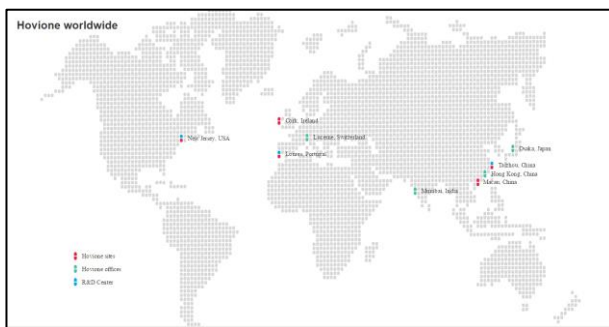 Hovione worldwide
Cork, Ireland
New Jersey, USA
Lucerne, Switzerland
Loures, Portugal
Osaka, Japan
Taizhou, China
Hong Kong, China
Macau, China
Mumbai, India
Hovione sites
Hovione offices
R&D Centre